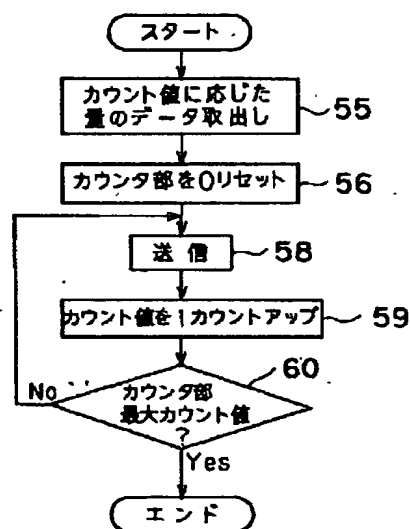 スタート
カウント値に応じた
量のデータ取出し
55
カウンタ部を0リセット
56
送信
58
カウント値を1カウントアップ
59
60
カウンタ部
最大カウント値
?
No
Yes
エンド